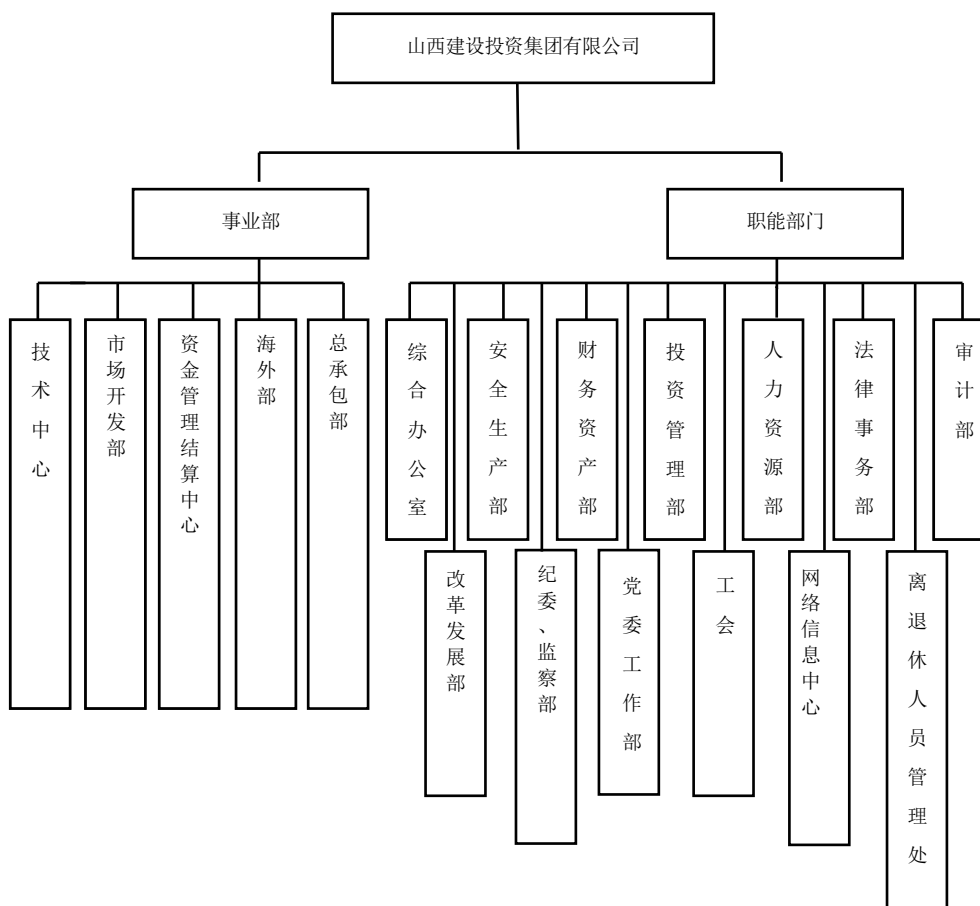 山西建设投资集团有限公司
事业部
职能部门
技术中心
市场开发部
资金管理结算中心
海外部
总承包部
综合办公室
安全生产部
财务资产部
投资管理部
人力资源部
法律事务部
审计部
改革发展部
纪委、监察部
党委工作部
工会
网络信息中心
离退休人员管理处